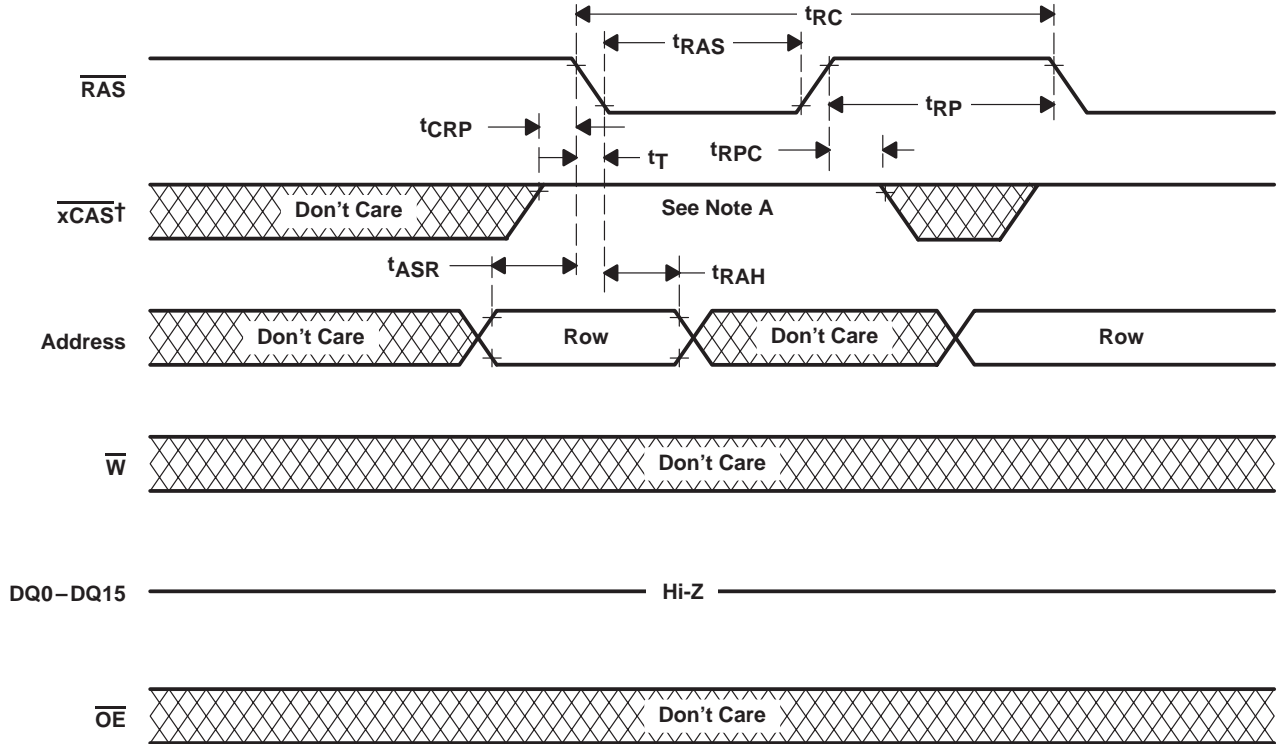 tRC
tRAS
RAS
tCRP
tRP
tT
tRPC
xCAS†
Don't Care
See Note A
tASR
tRAH
Address
Don't Care
Row
Don't Care
Row
W
Don't Care
DQ0–DQ15
Hi-Z
OE
Don't Care